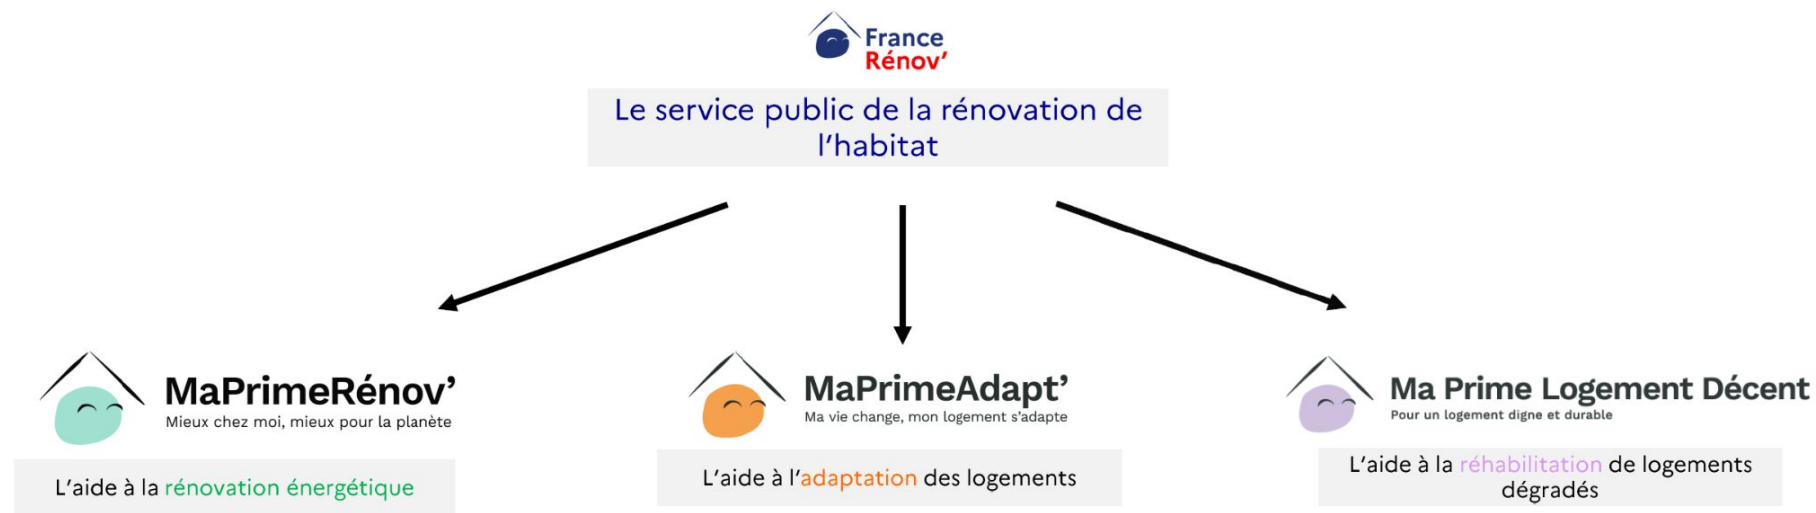 France
Rénov'
Le service public de la rénovation de
l'habitat
MaPrimeRénov'
Mieux chez moi, mieux pour la planète
L'aide à la rénovation énergétique
MaPrimeAdapt'
Ma vie change, mon logement s'adapte
L'aide à l'adaptation des logements
Ma Prime Logement Décent
Pour un logement digne et durable
L'aide à la réhabilitation de logements
dégradés